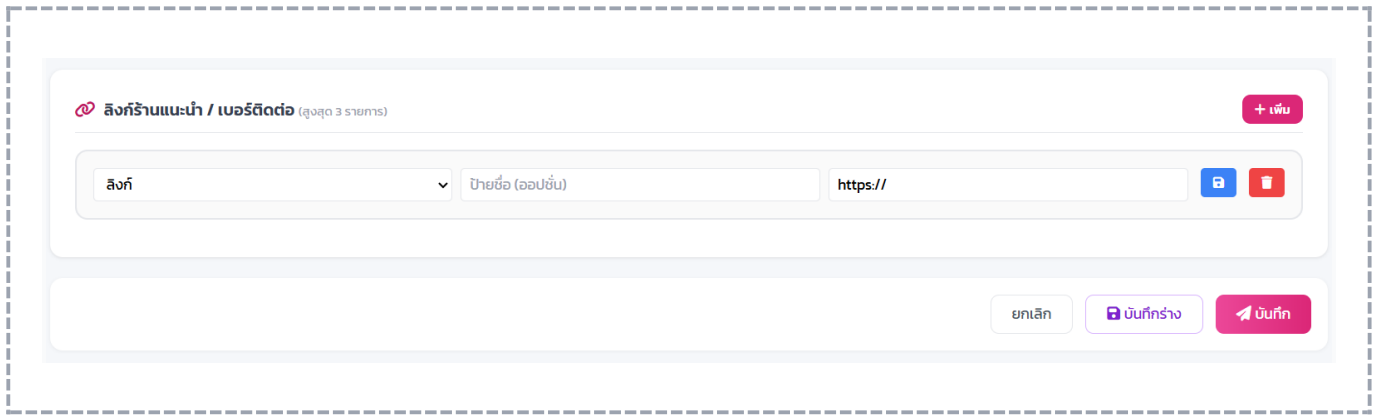 ลิงก์ร้านแนะนำ / เบอร์ติดต่อ (สูงสุด 3 รายการ)
+ เพิ่ม
ลิงก์
ป้ายชื่อ (ออปชั่น)
https://
ยกเลิก
บันทึกร่าง
บันทึก